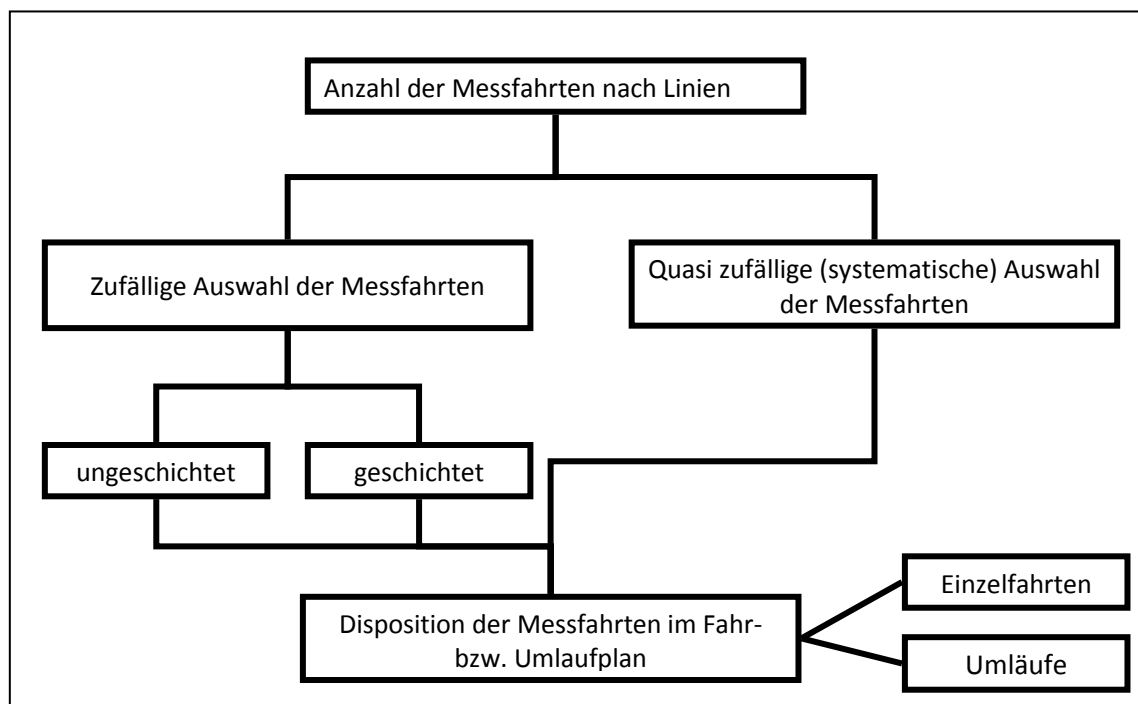 Anzahl der Messfahrten nach Linien
Zufällige Auswahl der Messfahrten
Quasi zufällige (systematische) Auswahl
der Messfahrten
ungeschichtet
geschichtet
Disposition der Messfahrten im Fahr-
bzw. Umlaufplan
Einzelfahrten
Umläufe